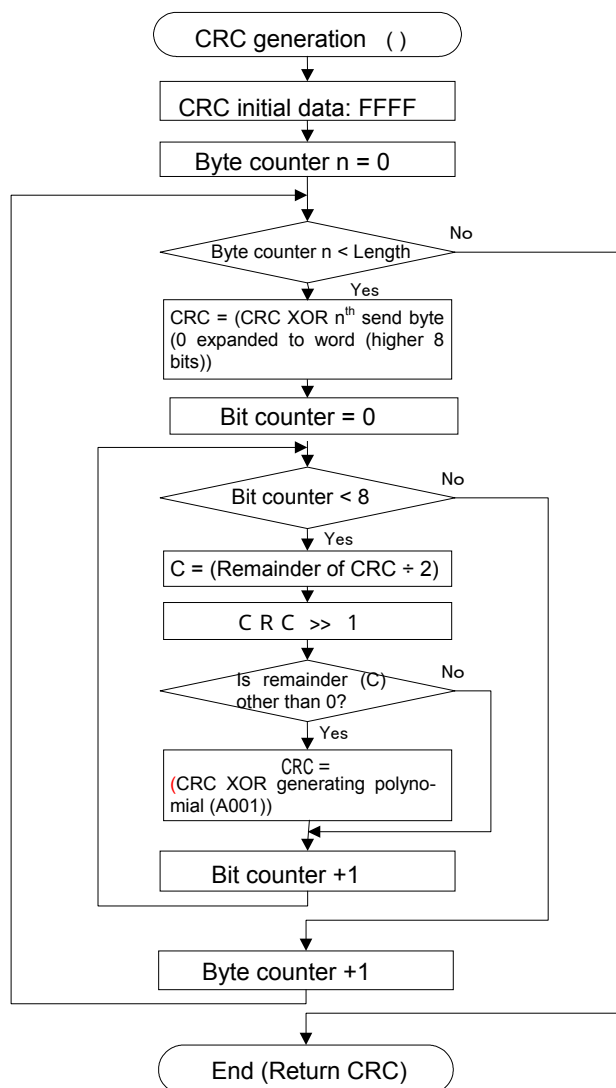 CRC generation ( )
CRC initial data: FFFF
Byte counter n = 0
Byte counter n < Length
No
Yes
CRC = (CRC XOR nth send byte
(0 expanded to word (higher 8
bits))
Bit counter = 0
Bit counter < 8
No
Yes
C = (Remainder of CRC ÷ 2)
C R C >> 1
Is remainder (C)
other than 0?
No
Yes
CRC =
(CRC XOR generating polyno-
mial (A001))
Bit counter +1
Byte counter +1
End (Return CRC)